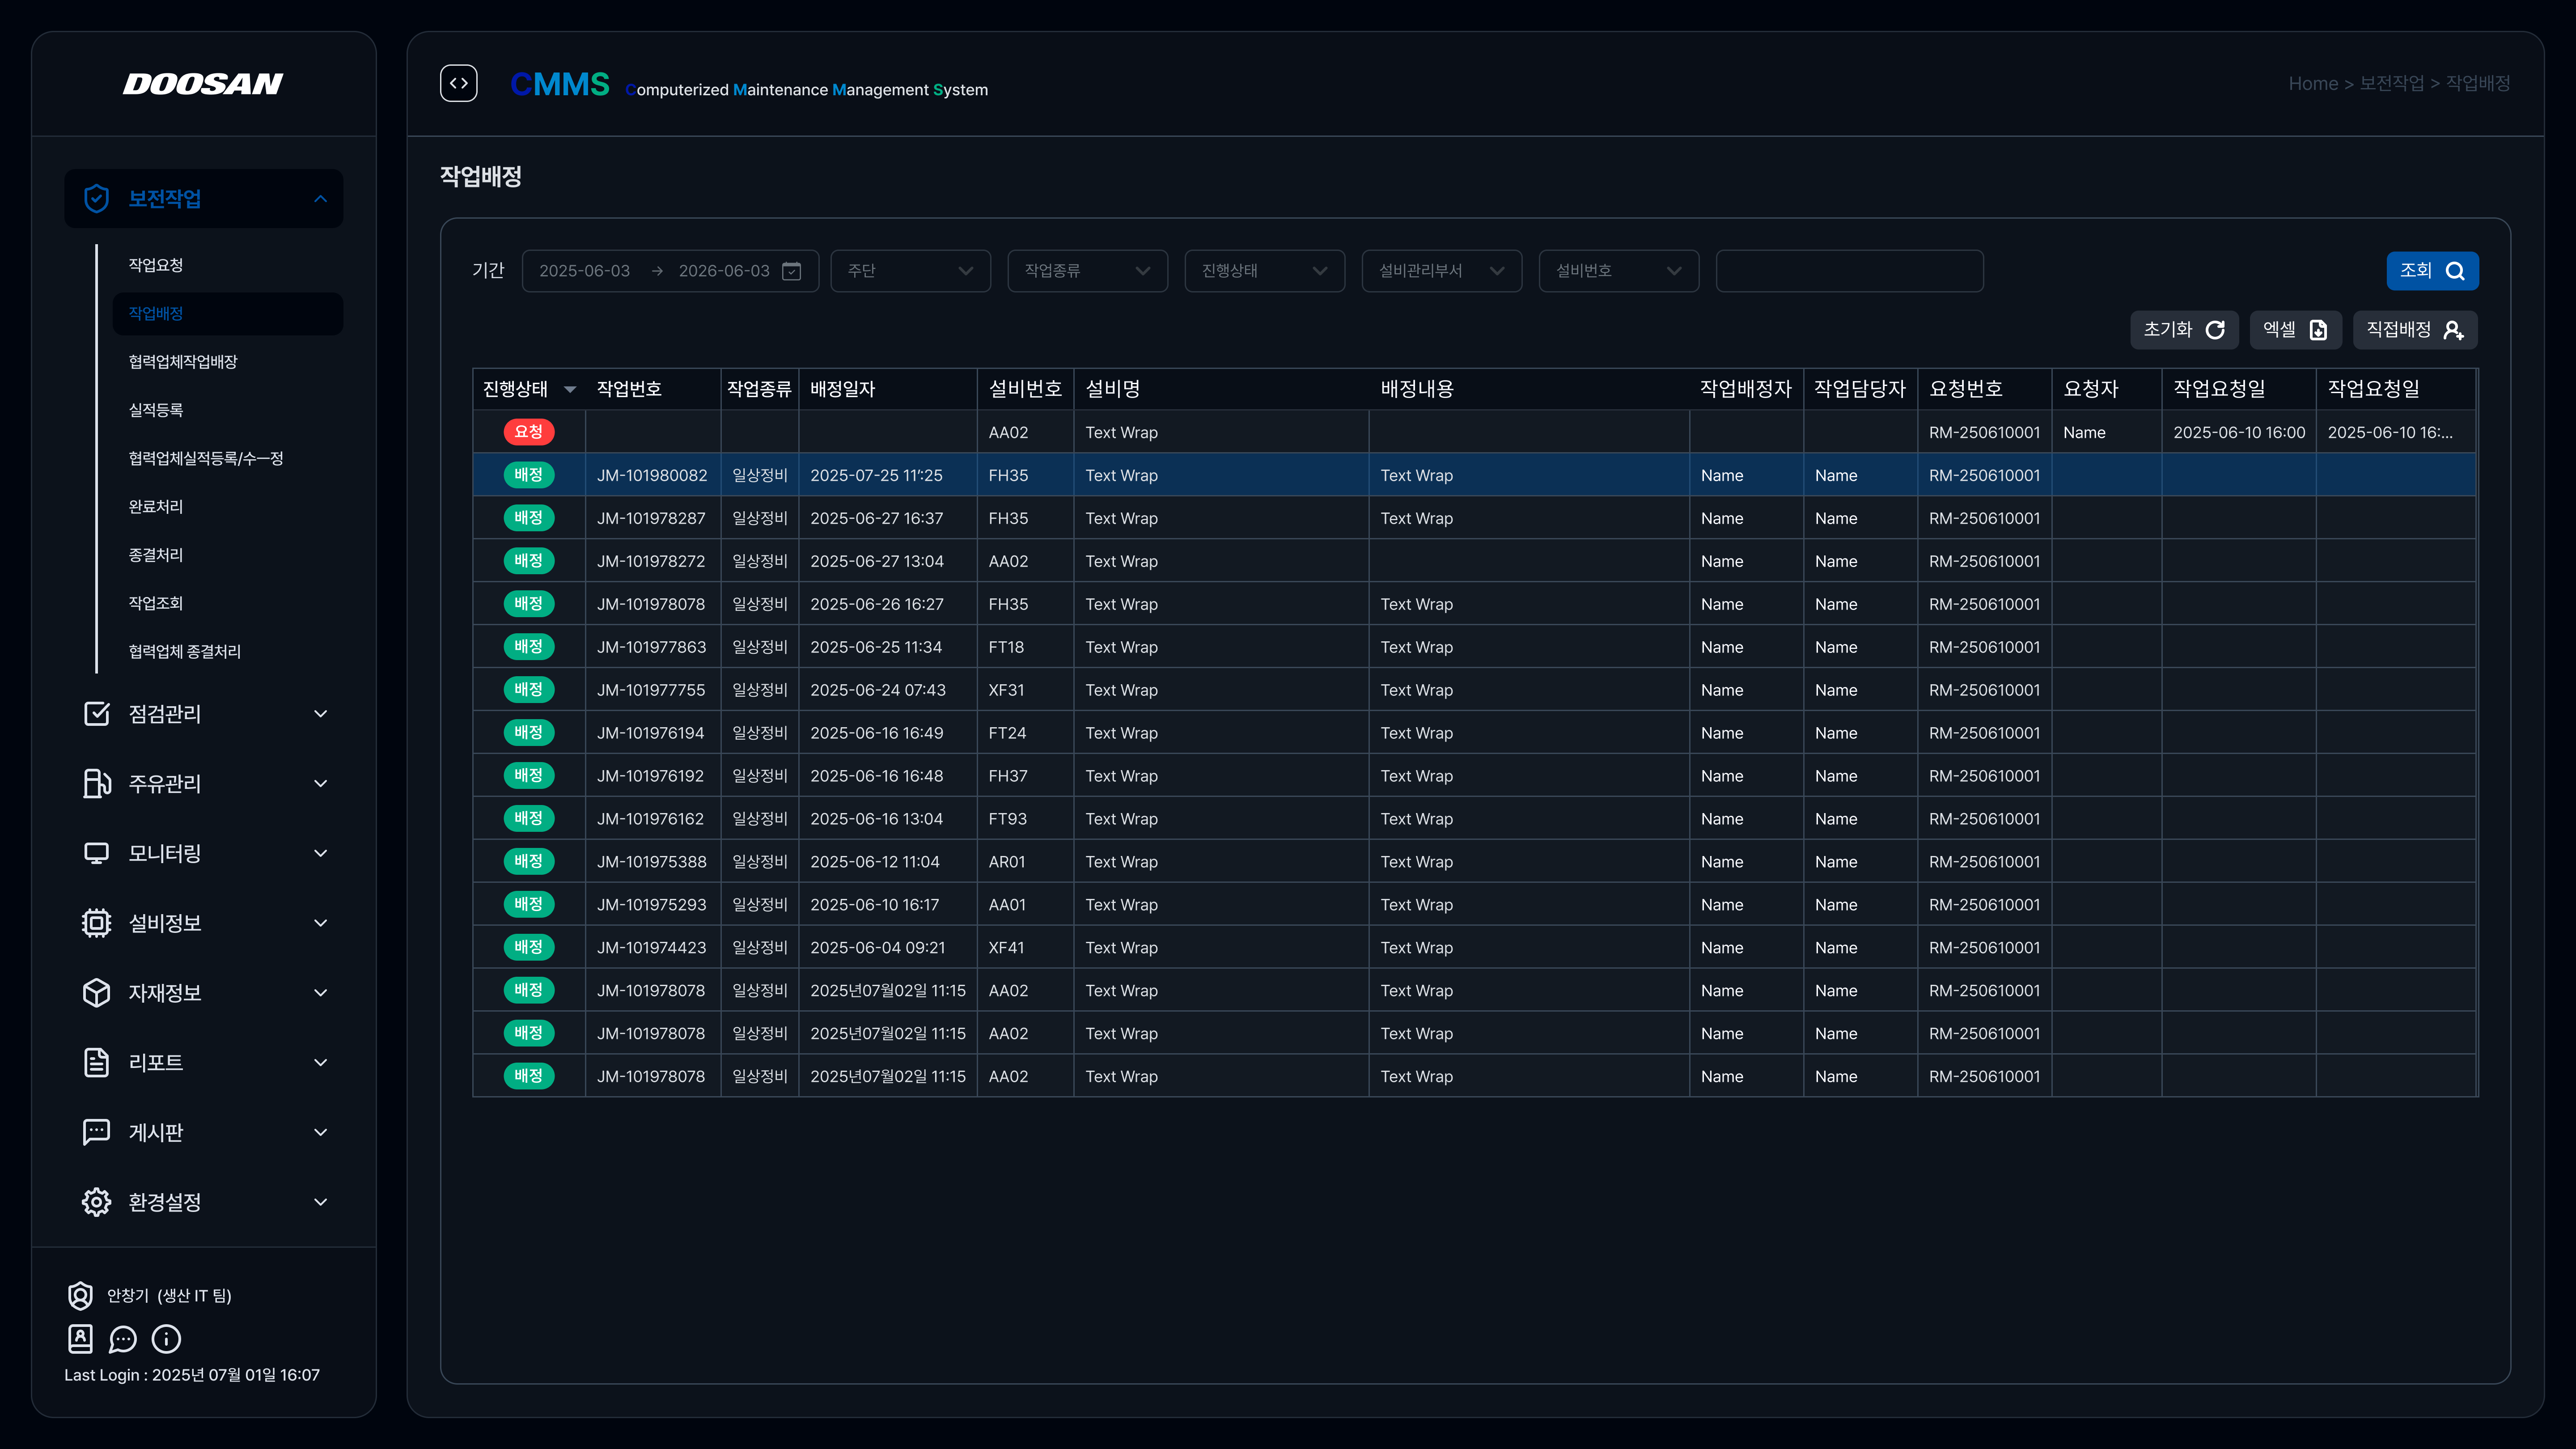 DOOSAN
보전작업
작업요청
작업배정
협력업체작업배장
실적등록
협력업체실적등록/수ㅡ정
완료처리
종결처리
작업조회
협력업체 종결처리
점검관리
주유관리
모니터링
설비정보
자재정보
리포트
게시판
환경설정
안창기 (생산 IT 팀)
Last Login : 2025년 07월 01일 16:07
CMMS Computerized Maintenance Management System
Home > 보전작업 > 작업배정
작업배정
기간 2025-06-03 → 2026-06-03 주단 작업종류 진행상태 설비관리부서 설비번호 조회
초기화 엑셀 직접배정
진행상태 작업번호 작업종류 배정일자 설비번호 설비명 배정내용 작업배정자 작업담당자 요청번호 요청자 작업요청일 작업요청일
요청 AA02 Text Wrap RM-250610001 Name 2025-06-10 16:00 2025-06-10 16:...
배정 JM-101980082 일상정비 2025-07-25 11‘:25 FH35 Text Wrap Text Wrap Name Name RM-250610001
배정 JM-101978287 일상정비 2025-06-27 16:37 FH35 Text Wrap Text Wrap Name Name RM-250610001
배정 JM-101978272 일상정비 2025-06-27 13:04 AA02 Text Wrap Name Name RM-250610001
배정 JM-101978078 일상정비 2025-06-26 16:27 FH35 Text Wrap Text Wrap Name Name RM-250610001
배정 JM-101977863 일상정비 2025-06-25 11:34 FT18 Text Wrap Text Wrap Name Name RM-250610001
배정 JM-101977755 일상정비 2025-06-24 07:43 XF31 Text Wrap Text Wrap Name Name RM-250610001
배정 JM-101976194 일상정비 2025-06-16 16:49 FT24 Text Wrap Text Wrap Name Name RM-250610001
배정 JM-101976192 일상정비 2025-06-16 16:48 FH37 Text Wrap Text Wrap Name Name RM-250610001
배정 JM-101976162 일상정비 2025-06-16 13:04 FT93 Text Wrap Text Wrap Name Name RM-250610001
배정 JM-101975388 일상정비 2025-06-12 11:04 AR01 Text Wrap Text Wrap Name Name RM-250610001
배정 JM-101975293 일상정비 2025-06-10 16:17 AA01 Text Wrap Text Wrap Name Name RM-250610001
배정 JM-101974423 일상정비 2025-06-04 09:21 XF41 Text Wrap Text Wrap Name Name RM-250610001
배정 JM-101978078 일상정비 2025년07월02일 11:15 AA02 Text Wrap Text Wrap Name Name RM-250610001
배정 JM-101978078 일상정비 2025년07월02일 11:15 AA02 Text Wrap Text Wrap Name Name RM-250610001
배정 JM-101978078 일상정비 2025년07월02일 11:15 AA02 Text Wrap Text Wrap Name Name RM-250610001